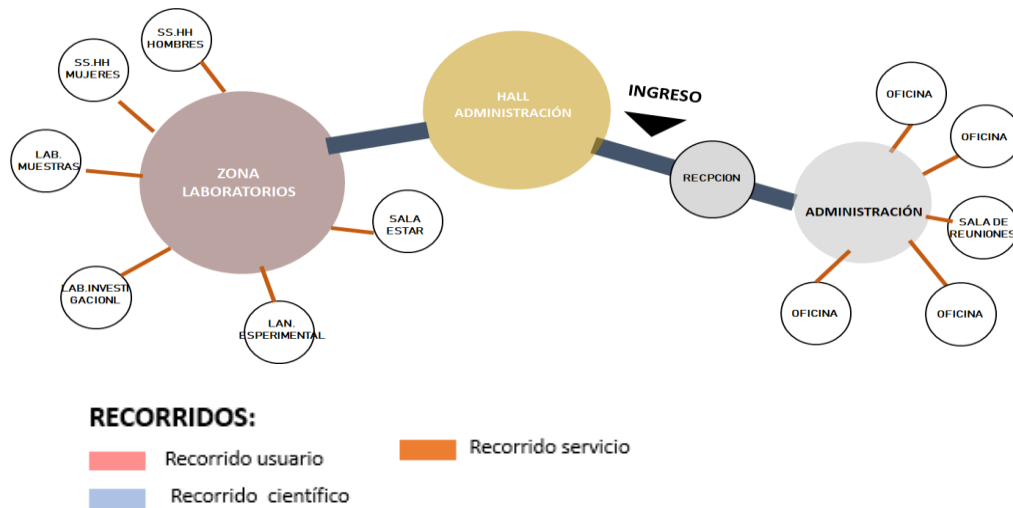 SS.HH
HOMBRES
SS.HH
MUJERES
LAB.
MUESTRAS
LAB.INVESTI
GACIONL
LAN.
ESPERIMENTAL
SALA
ESTAR
ZONA
LABORATORIOS
HALL
ADMINISTRACIÓN
INGRESO
RECPCION
ADMINISTRACIÓN
OFICINA
OFICINA
SALA DE
REUNIONES
OFICINA
OFICINA
RECORRIDOS:
Recorrido usuario
Recorrido servicio
Recorrido científico